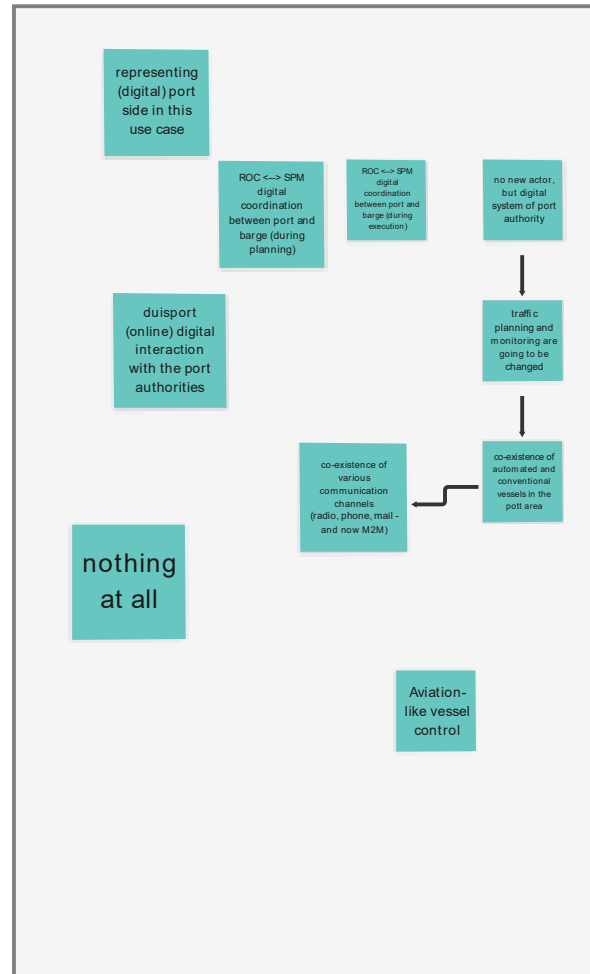 representing
(digital) port
side in this
use case
ROC <--> SPM
digital
coordination
between port and
barge (during
planning)
ROC <--> SPM
digital
coordination
between port and
barge (during
execution)
no new actor,
but digital
system of port
authority
duisport
(online) digital
interaction
with the port
authorities
traffic
planning and
monitoring are
going to be
changed
co-existence of
various
communication
channels
(radio, phone, mail -
and now M2M)
co-existence of
automated and
conventional
vessels in the
pott area
nothing
at all
Aviation-
like vessel
control